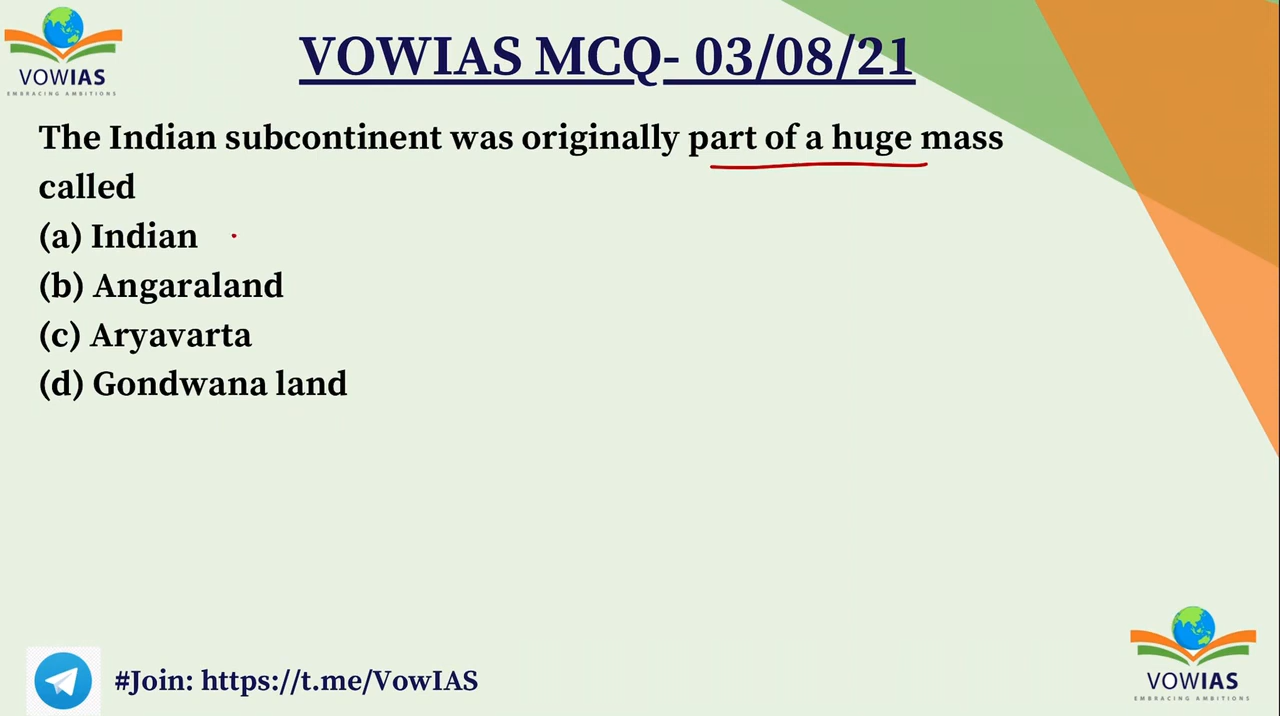 VOWIAS
EMBRACING AMBITIONS
VOWIAS MCQ- 03/08/21
The Indian subcontinent was originally part of a huge mass
called
(a) Indian
(b) Angaraland
(c) Aryavarta
(d) Gondwana land
#Join: https://t.me/VowIAS
VOWIAS
EMBRACING AMBITIONS